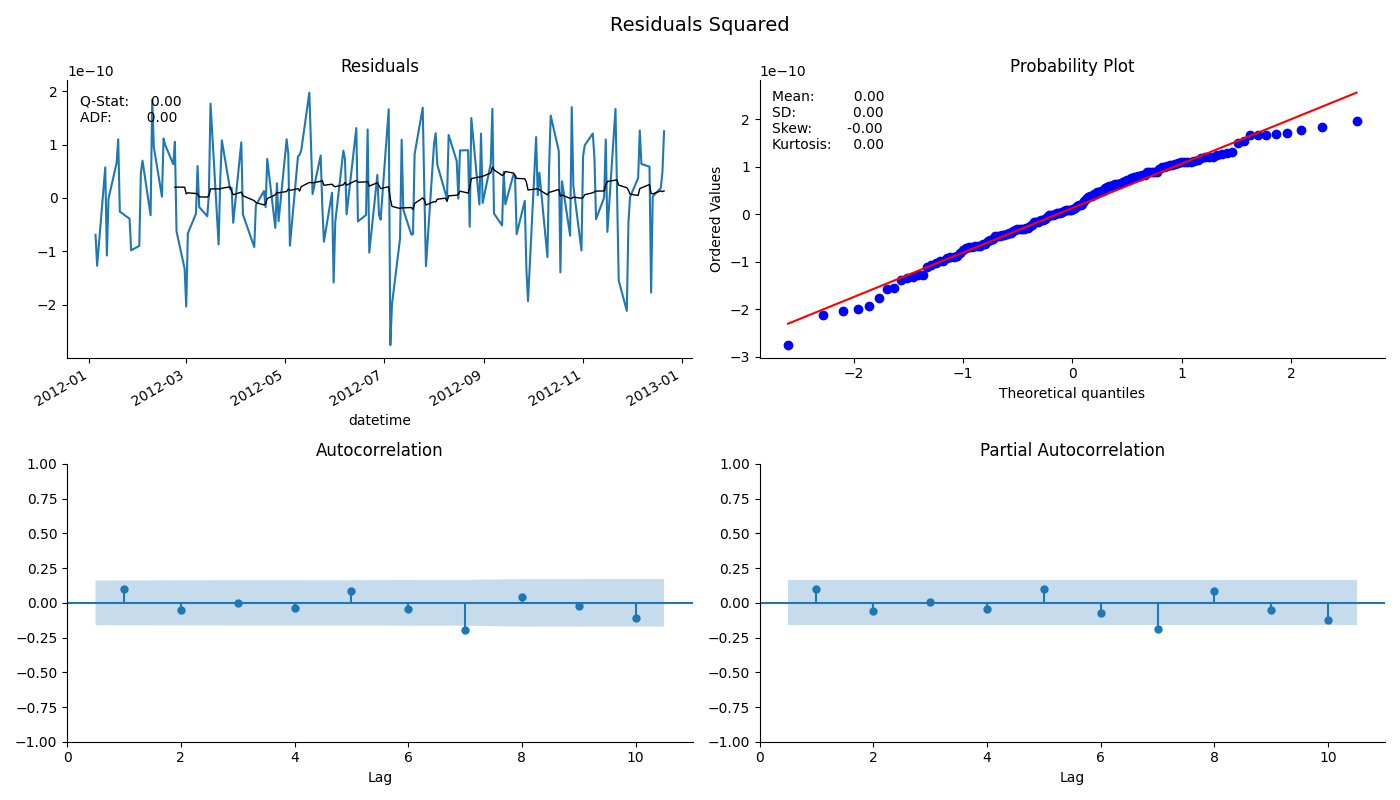 Residuals Squared
Residuals
1e−10
Q-Stat: 0.00
ADF: 0.00
2
1
0
−1
−2
2012-01
2012-03
2012-05
2012-07
2012-09
2012-11
2013-01
datetime
Probability Plot
1e−10
Mean: 0.00
SD: 0.00
Skew: -0.00
Kurtosis: 0.00
Ordered Values
2
1
0
−1
−2
−3
−2
−1
0
1
2
Theoretical quantiles
Autocorrelation
1.00
0.75
0.50
0.25
0.00
−0.25
−0.50
−0.75
−1.00
0
2
4
6
8
10
Lag
Partial Autocorrelation
1.00
0.75
0.50
0.25
0.00
−0.25
−0.50
−0.75
−1.00
0
2
4
6
8
10
Lag